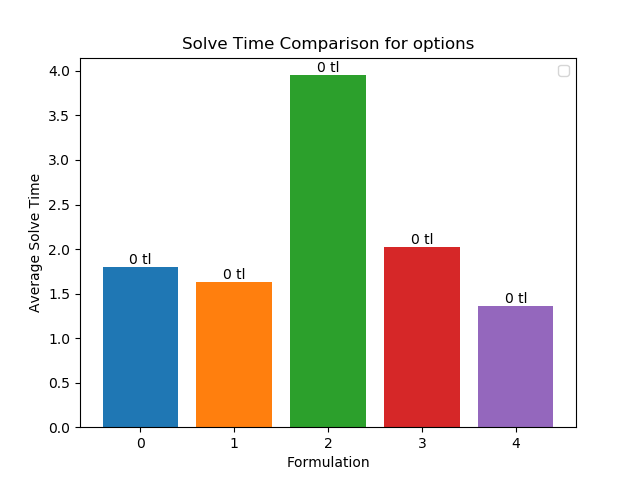 Solve Time Comparison for options
4.0
3.5
3.0
2.5
2.0
1.5
1.0
0.5
0.0
Average Solve Time
0 tl
0 tl
0 tl
0 tl
0 tl
0 1 2 3 4
Formulation